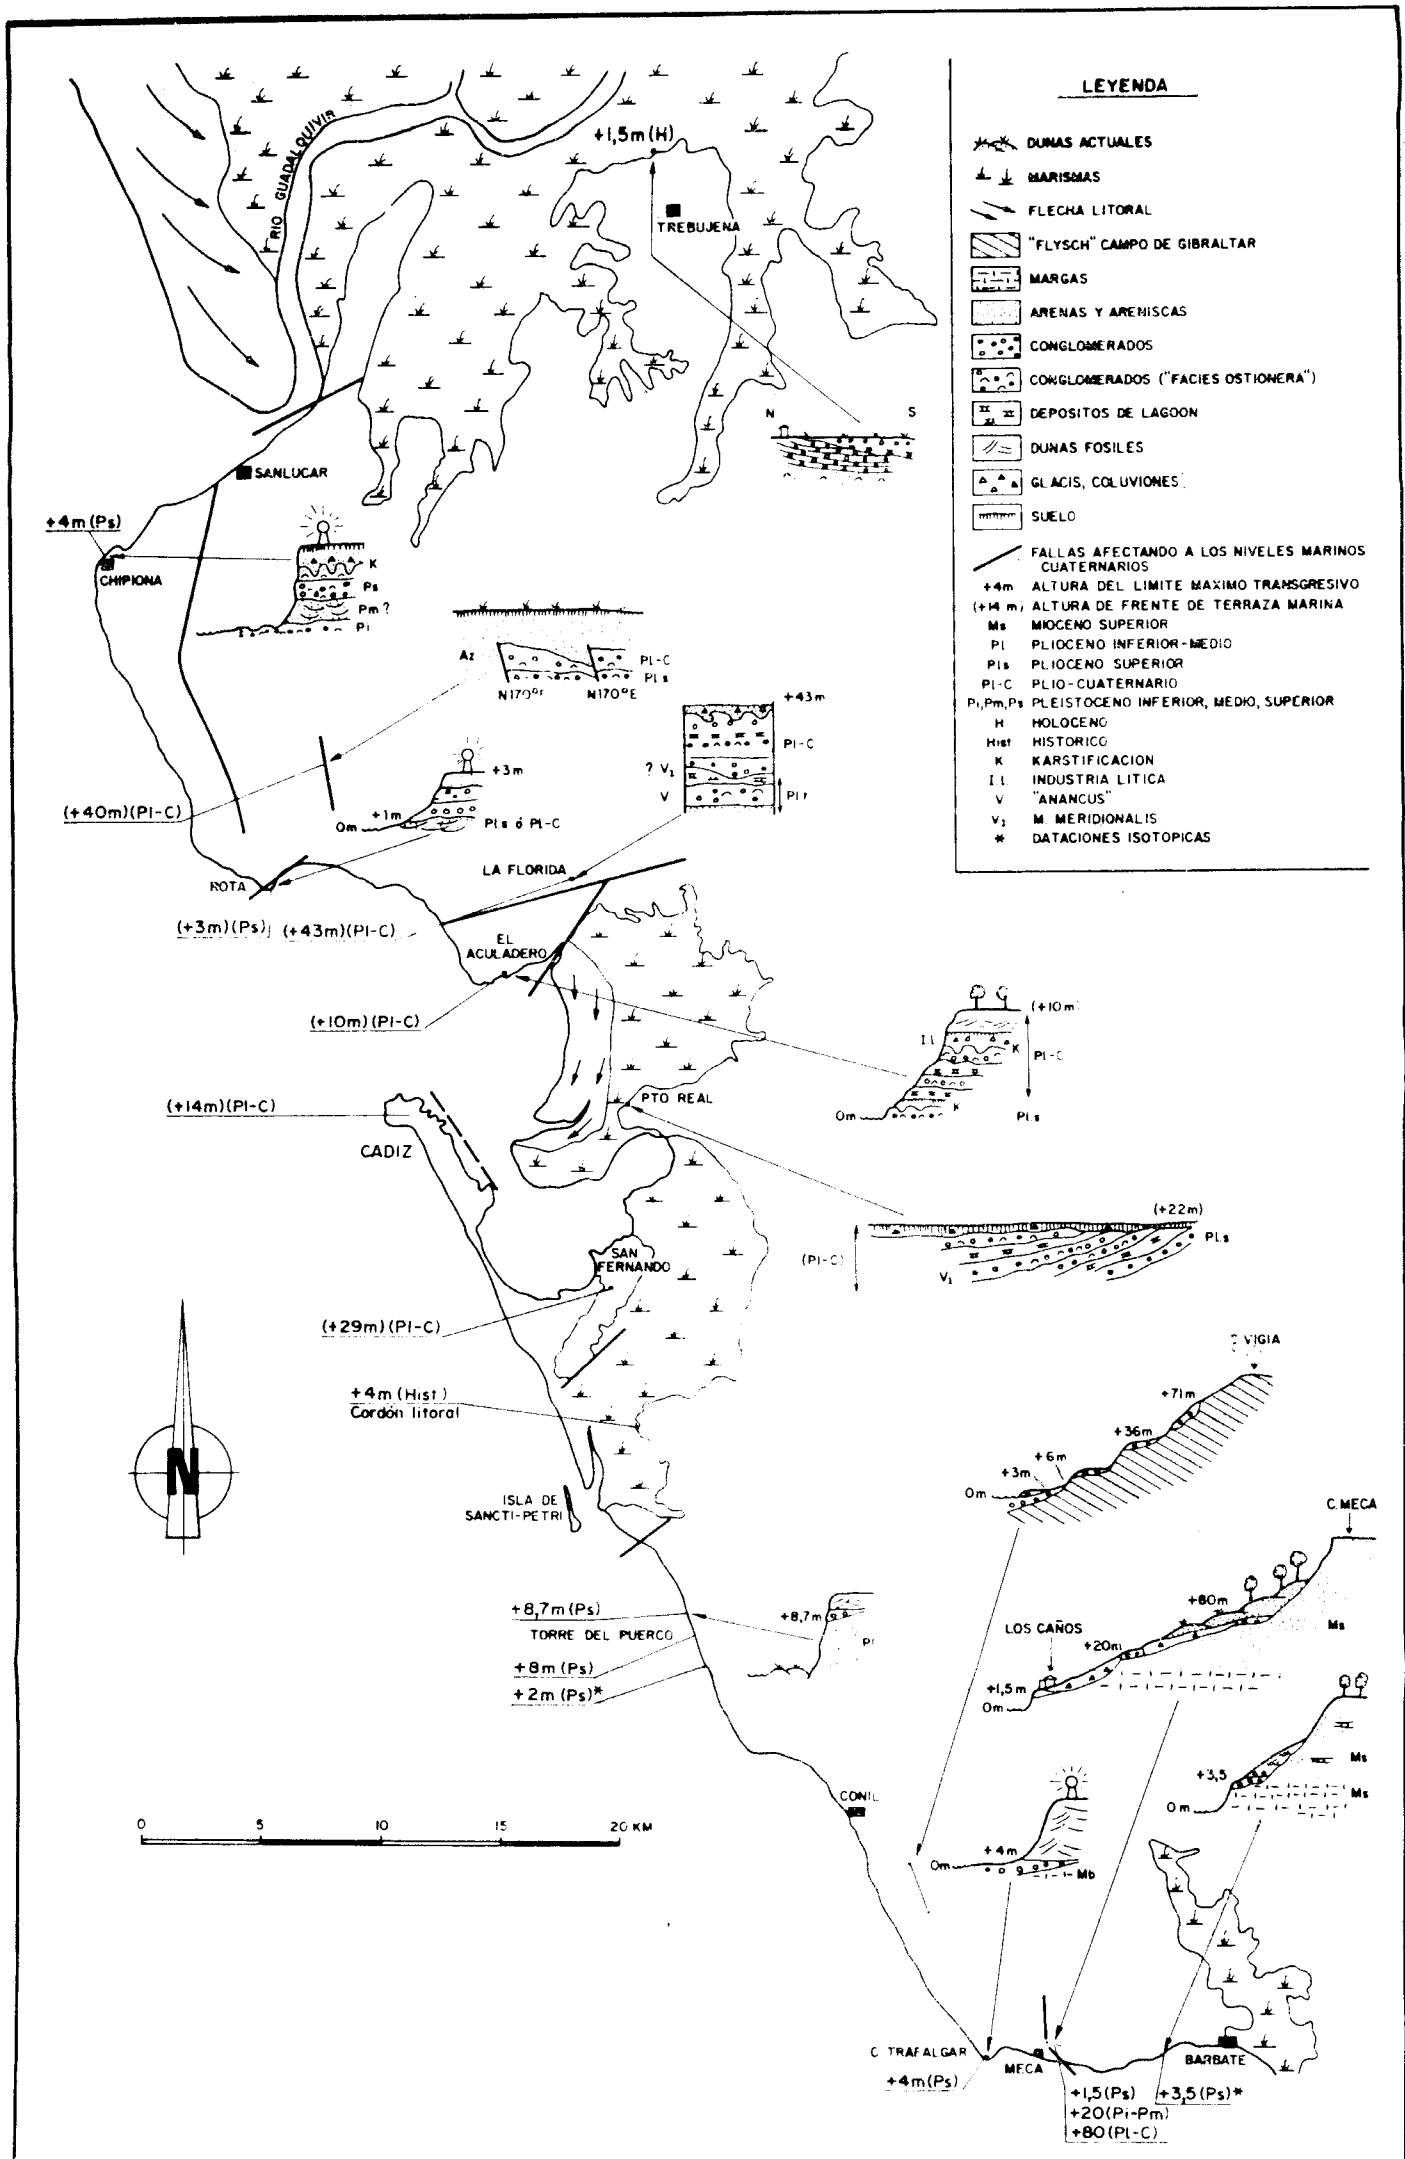 LEYENDA
DUNAS ACTUALES
MARISMAS
FLECHA LITORAL
"FLYSCH" CAMPO DE GIBRALTAR
MARGAS
ARENAS Y ARENISCAS
CONGLOMERADOS
CONGLOMERADOS ("FACIES OSTIONERA")
DEPOSITOS DE LAGOON
DUNAS FOSILES
GLACIS, COLUVIONES
SUELO
FALLAS AFECTANDO A LOS NIVELES MARINOS
CUATERNARIOS
+4m ALTURA DEL LIMITE MAXIMO TRANSGRESIVO
(+14 m) ALTURA DE FRENTE DE TERRAZA MARINA
Ms MIOCENO SUPERIOR
Pl PLIOCENO INFERIOR-MEDIO
Pls PLIOCENO SUPERIOR
Pl-C PLIO-CUATERNARIO
Pi,Pm,Ps PLEISTOCENO INFERIOR, MEDIO, SUPERIOR
H HOLOCENO
Hist HISTORICO
K KARSTIFICACION
I.I. INDUSTRIA LITICA
V "ANANCUS"
V₂ M. MERIDIONALIS
* DATACIONES ISOTOPICAS
RIO GUADALQUIVIR
+1,5m(H)
TREBUJENA
N S
SANLUCAR
+4m(Ps)
CHIPIONA
K
Ps
Pm?
Pi
Az
Pl-C
Pl.s
N170°E N170°E
+43m
Pl-C
? V₂
V
+3m
+1m
0m
Pl.s ó Pl-C
(+40m)(Pl-C)
LA FLORIDA
ROTA
(+3m)(Ps) (+43m)(Pl-C)
EL
ACULADERO
(+10m)(Pl-C)
(+10m)
I.I.
K
Pl-C
K
0m
Pl.s
(+14m)(Pl-C)
PTO REAL
CADIZ
(+22m)
Pl.s
(Pl-C)
V₂
SAN
FERNANDO
(+29m)(Pl-C)
VIGIA
+71m
+36m
+6m
+3m
0m
+4m(Hist)
Cordón litoral
N
ISLA DE
SANCTI-PETRI
C.MECA
+80m
LOS CAÑOS
+20m
Ms
+1,5m
0m
+8,7m(Ps)
TORRE DEL PUERCO
+8m(Ps)
+2m(Ps)*
+8,7m
Ms
+3,5
Ms
0m
CONIL
0 5 10 15 20 KM
+4m
0m
Mb
C. TRAFALGAR
+4m(Ps)
MECA
BARBATE
+1,5(Ps)
+20(Pi-Pm)
+80(Pl-C)
+3,5(Ps)*